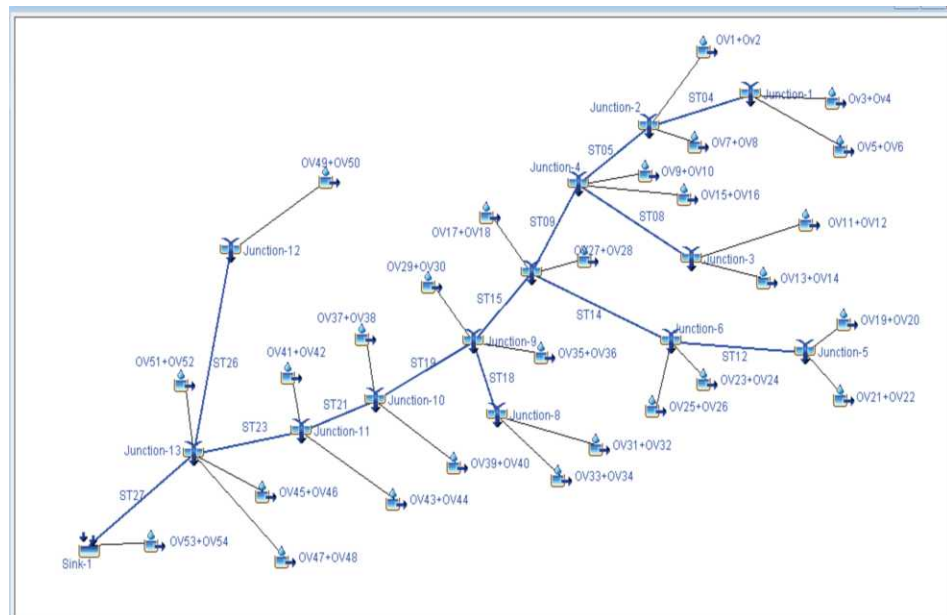 OV1+Ov2
ST04
Junction-1
Ov3+Ov4
Junction-2
ST05
OV7+OV8
OV5+OV6
Junction-4
OV9+OV10
OV49+OV50
OV15+OV16
ST09
ST08
OV17+OV18
OV11+OV12
Junction-12
OV27+OV28
Junction-3
OV29+OV30
OV13+OV14
ST15
ST14
OV37+OV38
Junction-6
OV19+OV20
Junction-9
ST12
Junction-5
OV41+OV42
OV35+OV36
OV51+OV52
ST26
ST19
ST18
OV23+OV24
Junction-10
OV21+OV22
ST21
OV25+OV26
Junction-8
ST23
Junction-11
Junction-13
OV31+OV32
OV39+OV40
OV33+OV34
ST27
OV45+OV46
OV43+OV44
OV53+OV54
OV47+OV48
Sink-1